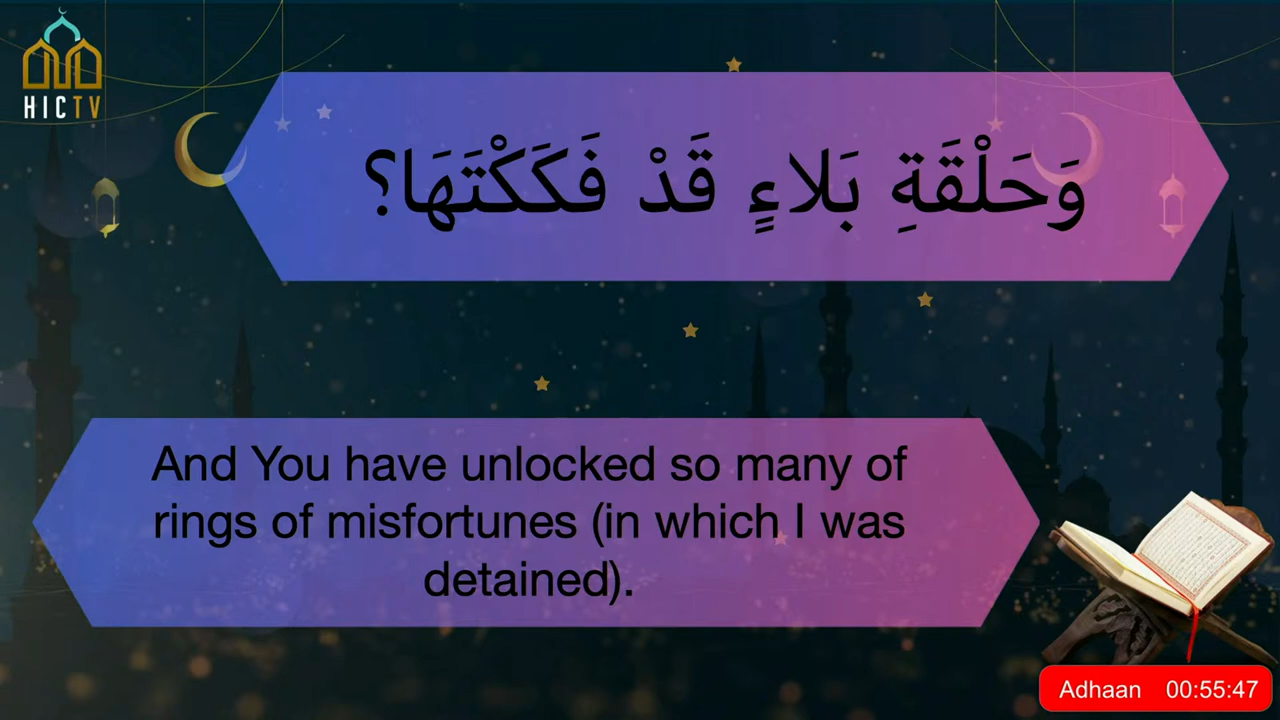 HICTV
وَحَلْقَةِ بَلاءٍ قَدْ فَكَكْتَهَا؟
And You have unlocked so many of
rings of misfortunes (in which I was
detained).
Adhaan 00:55:47